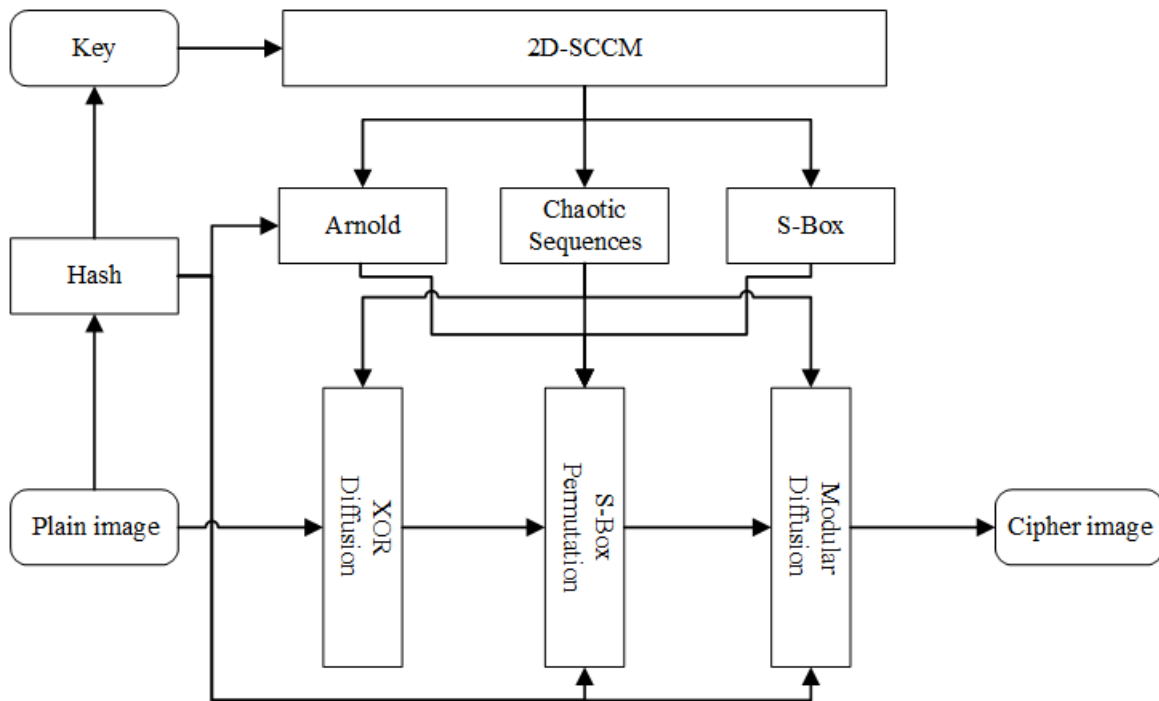 Key
2D-SCCM
Arnold
Chaotic
Sequences
S-Box
Hash
Plain image
XOR
Diffusion
S-Box
Permutation
Modular
Diffusion
Cipher image